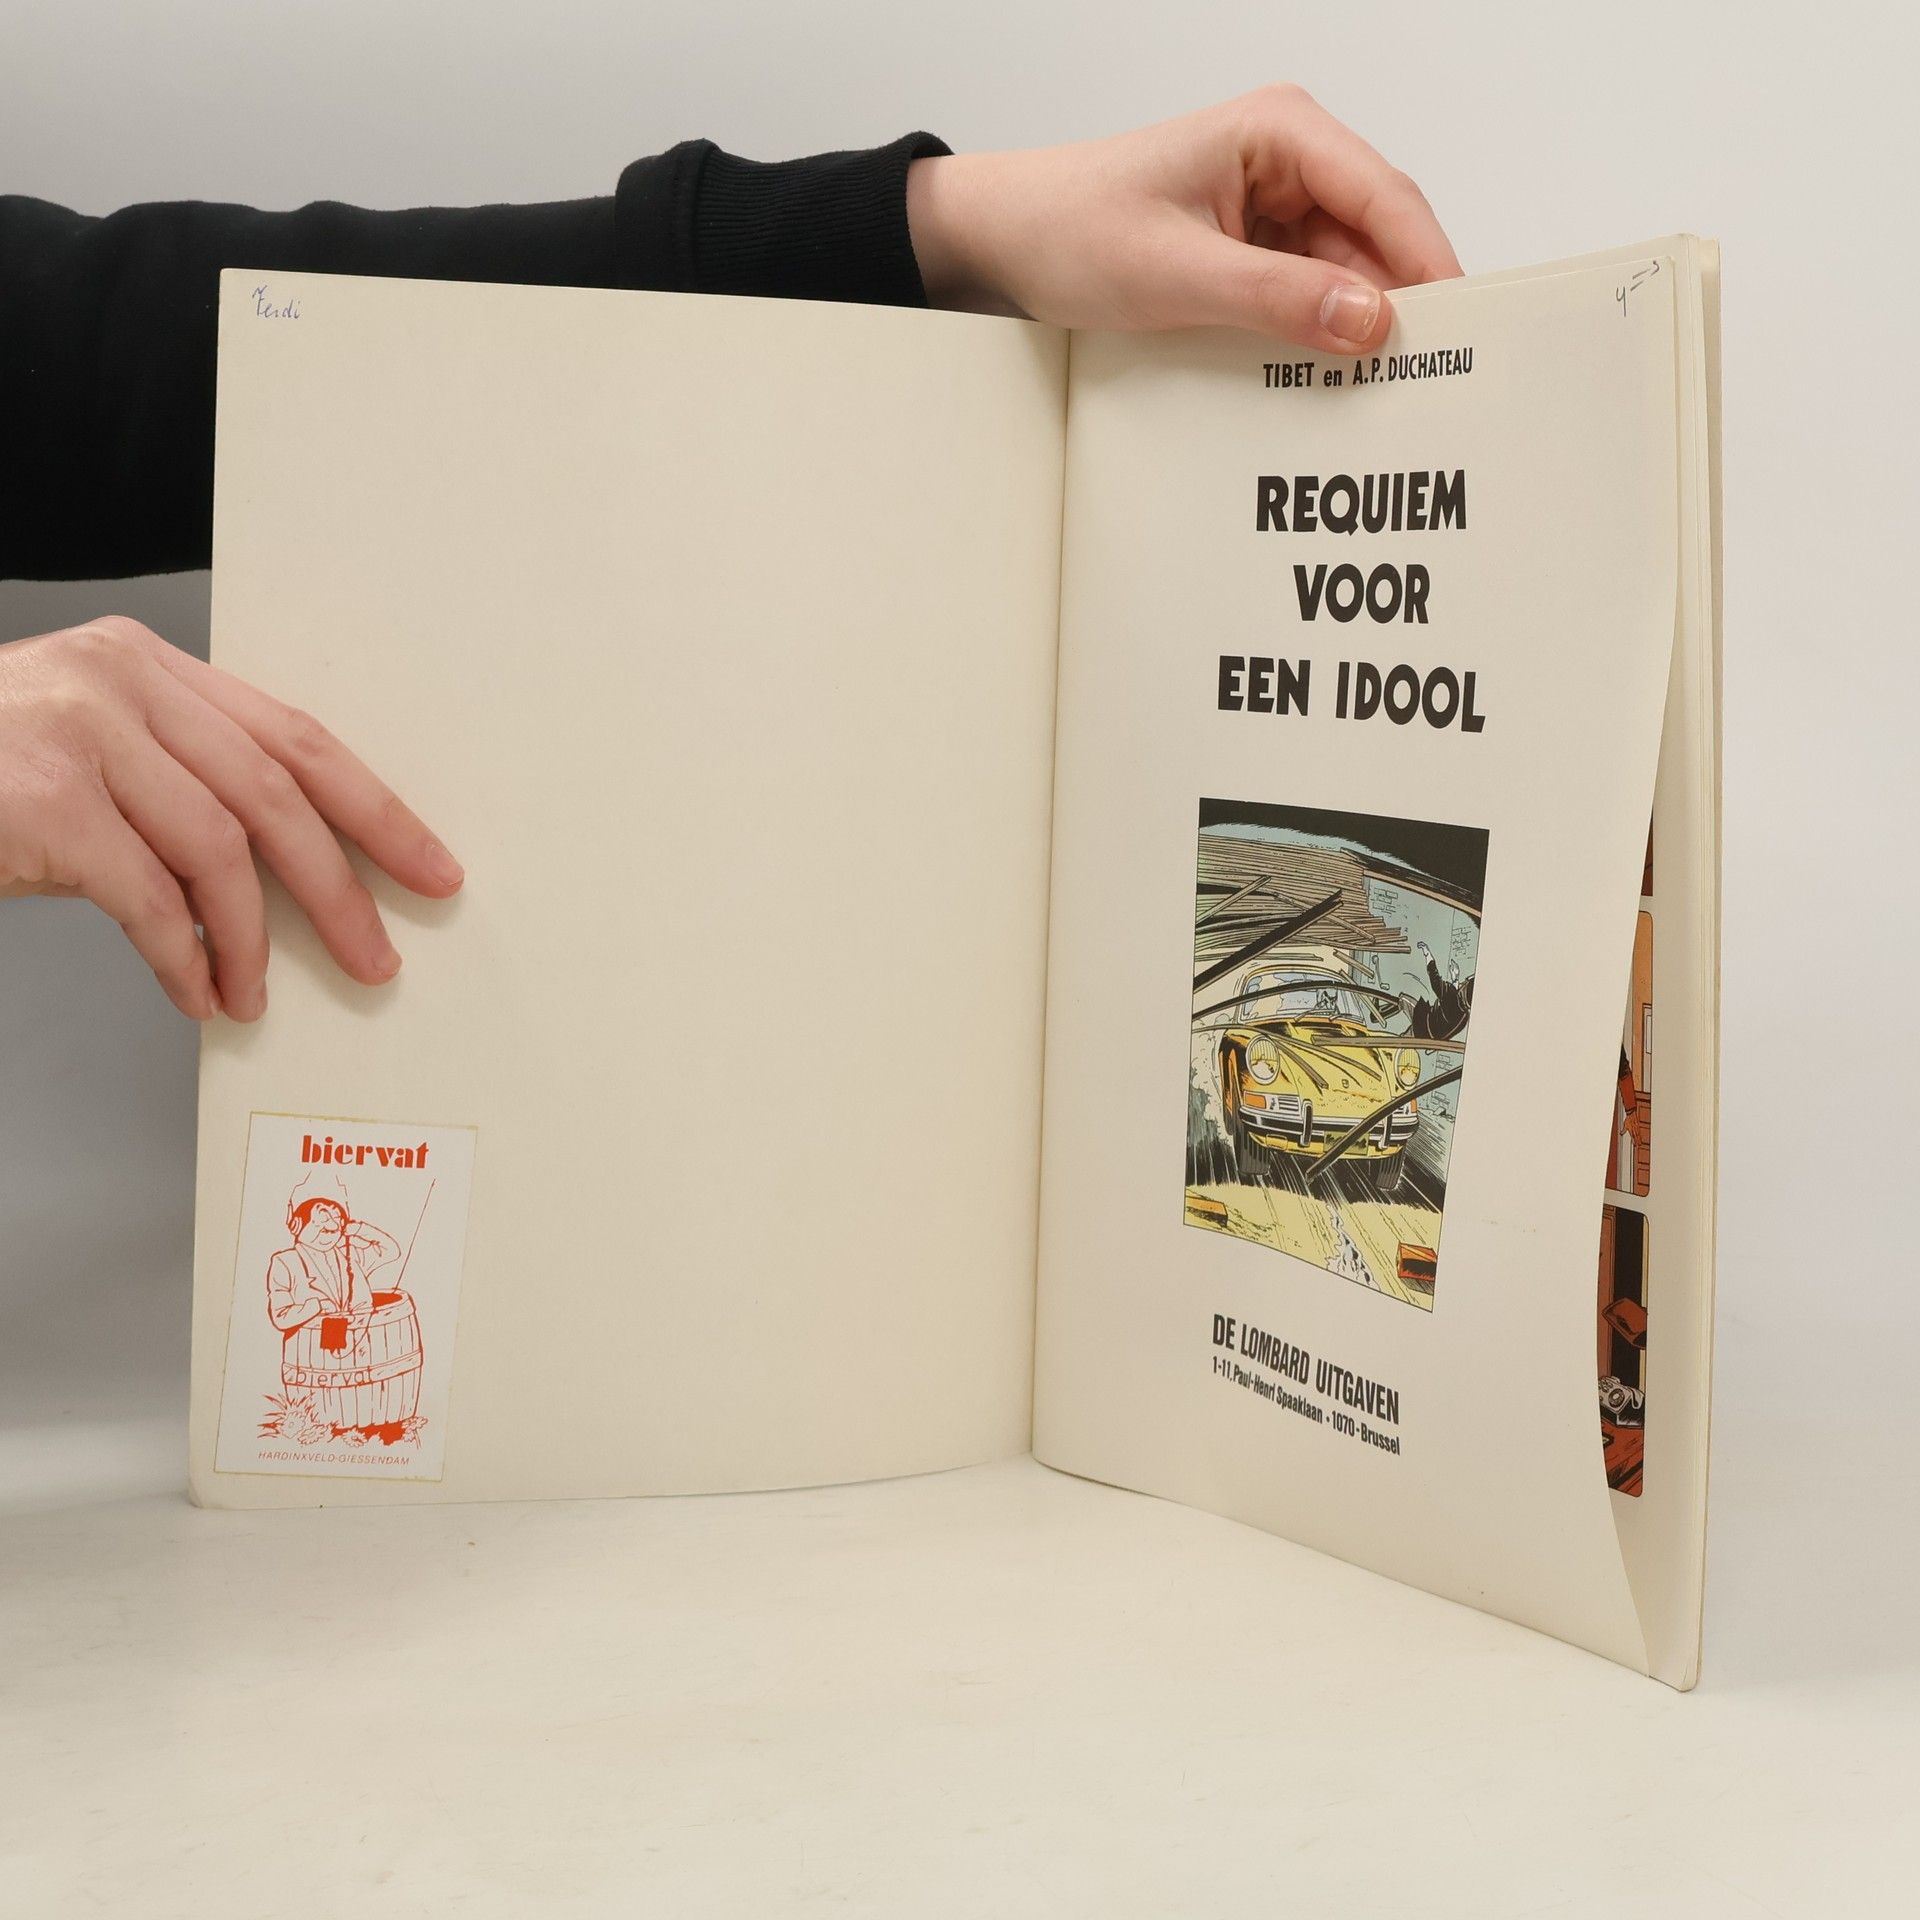 Ferdi
biervat
biervat
HARDINXVELD-GIESSENDAM
4=
TIBET en A.P. DUCHATEAU
REQUIEM
VOOR
EEN IDOOL
DE LOMBARD UITGAVEN
1-11, Paul-Henri Spaaklaan • 1070 - Brussel